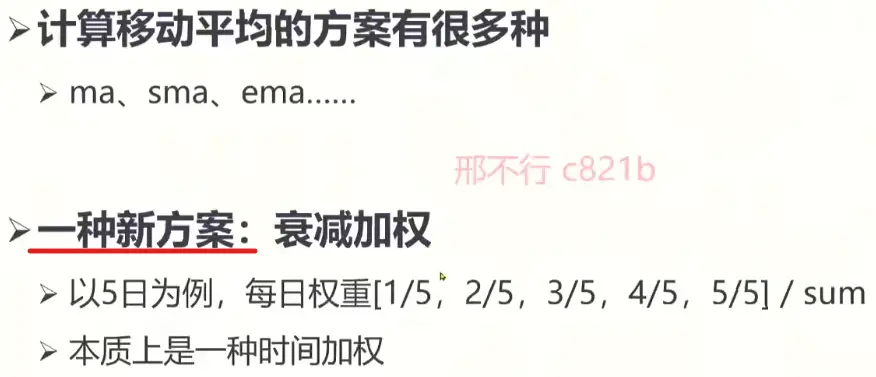 ➢计算移动平均的方案有很多种
➢ ma、sma、ema……
邢不行 c821b
➢一种新方案：衰减加权
➢ 以5日为例，每日权重[1/5，2/5，3/5，4/5，5/5] / sum
➢ 本质上是一种时间加权